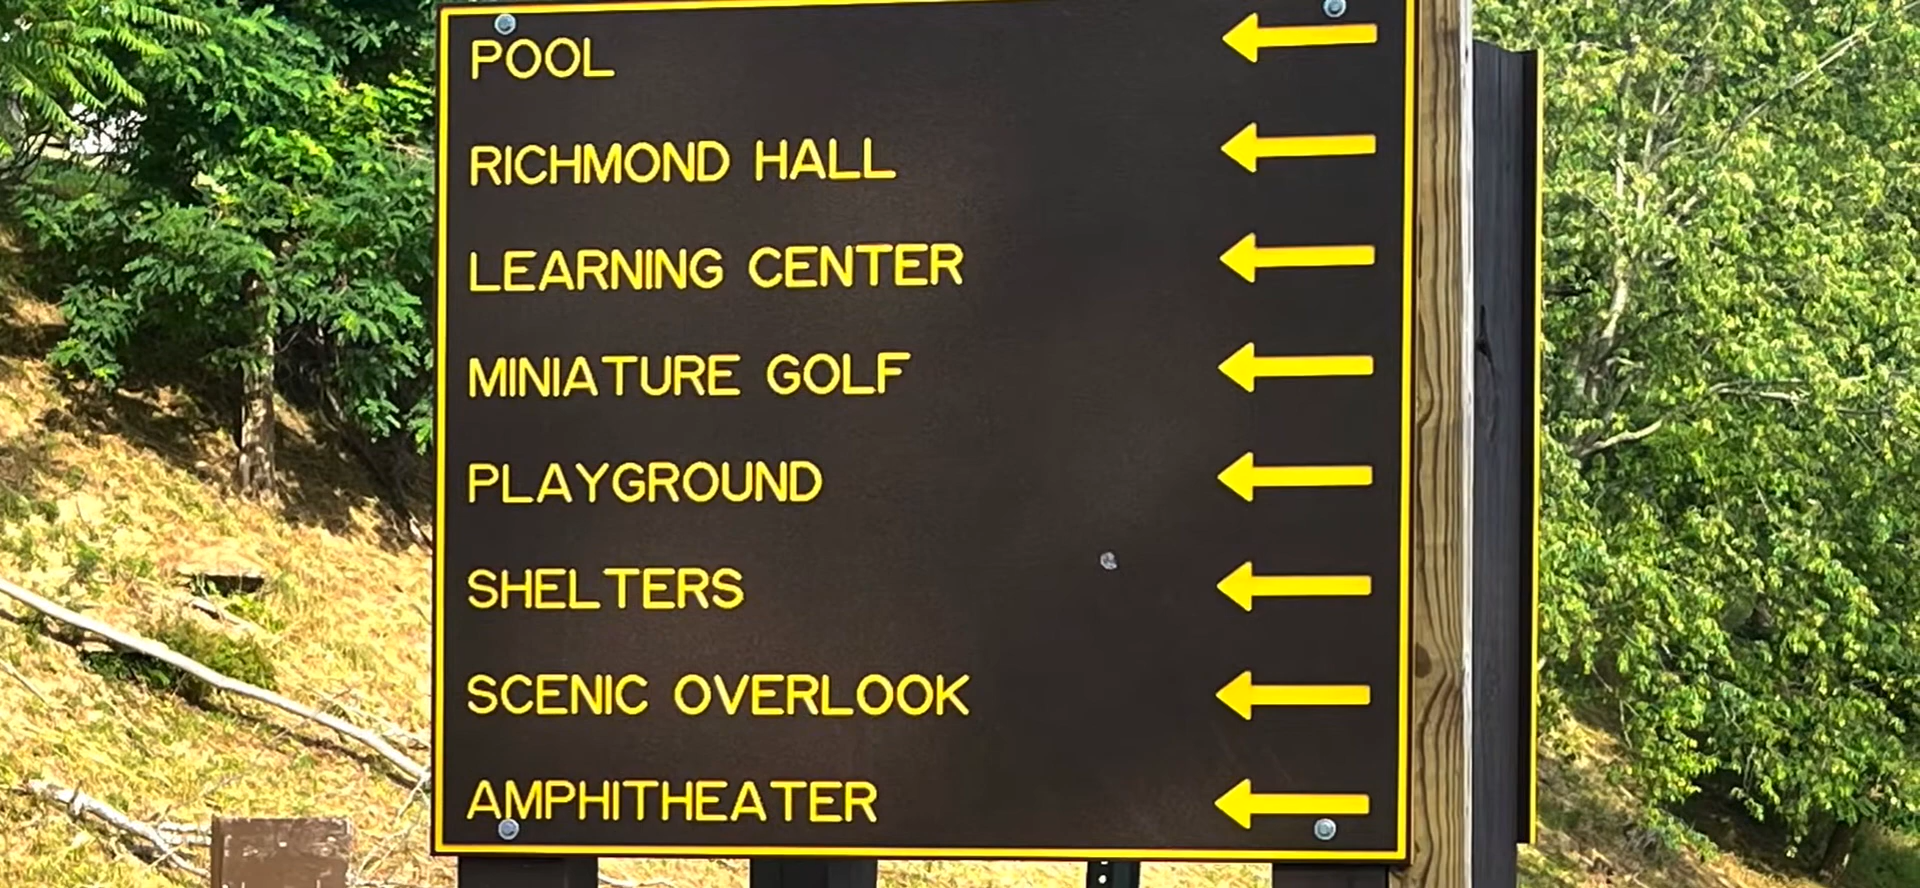 POOL
RICHMOND HALL
LEARNING CENTER
MINIATURE GOLF
PLAYGROUND
SHELTERS
SCENIC OVERLOOK
AMPHITHEATER